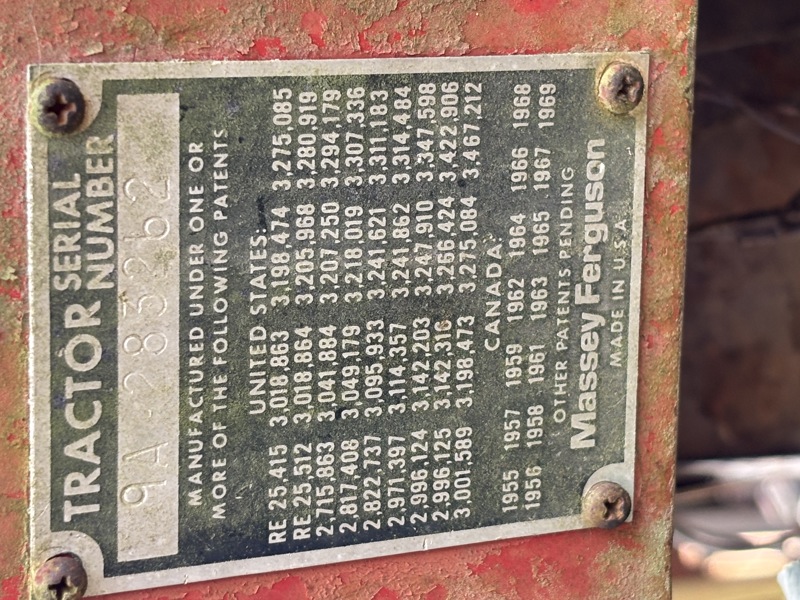 TRACTOR SERIAL NUMBER
9A 283262
MANUFACTURED UNDER ONE OR
MORE OF THE FOLLOWING PATENTS
UNITED STATES:
RE 25,415 3,018,863 3,198,474 3,275,085
RE 25,512 3,018,864 3,205,968 3,280,919
2,715,863 3,041,884 3,207,250 3,294,179
2,817,408 3,049,179 3,218,019 3,307,336
2,822,737 3,095,933 3,241,621 3,311,183
2,971,397 3,114,357 3,241,862 3,314,484
2,996,124 3,142,203 3,247,910 3,347,598
2,996,125 3,142,316 3,266,424 3,422,906
3,001,589 3,198,473 3,275,084 3,467,212
CANADA:
1955 1957 1959 1962 1964 1966 1968
1956 1958 1961 1963 1965 1967 1969
OTHER PATENTS PENDING
Massey Ferguson
MADE IN U.S.A.